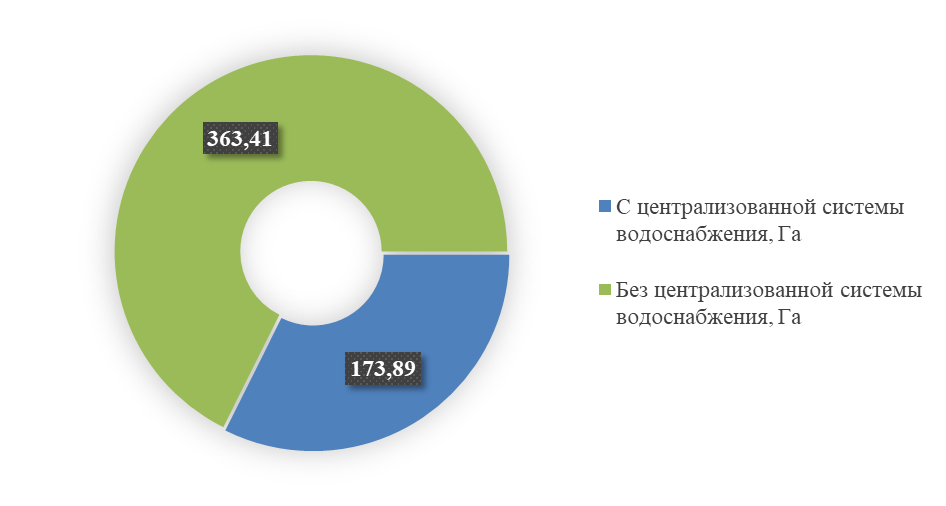 363,41
173,89
С централизованной системы
водоснабжения, Га
Без централизованной системы
водоснабжения, Га